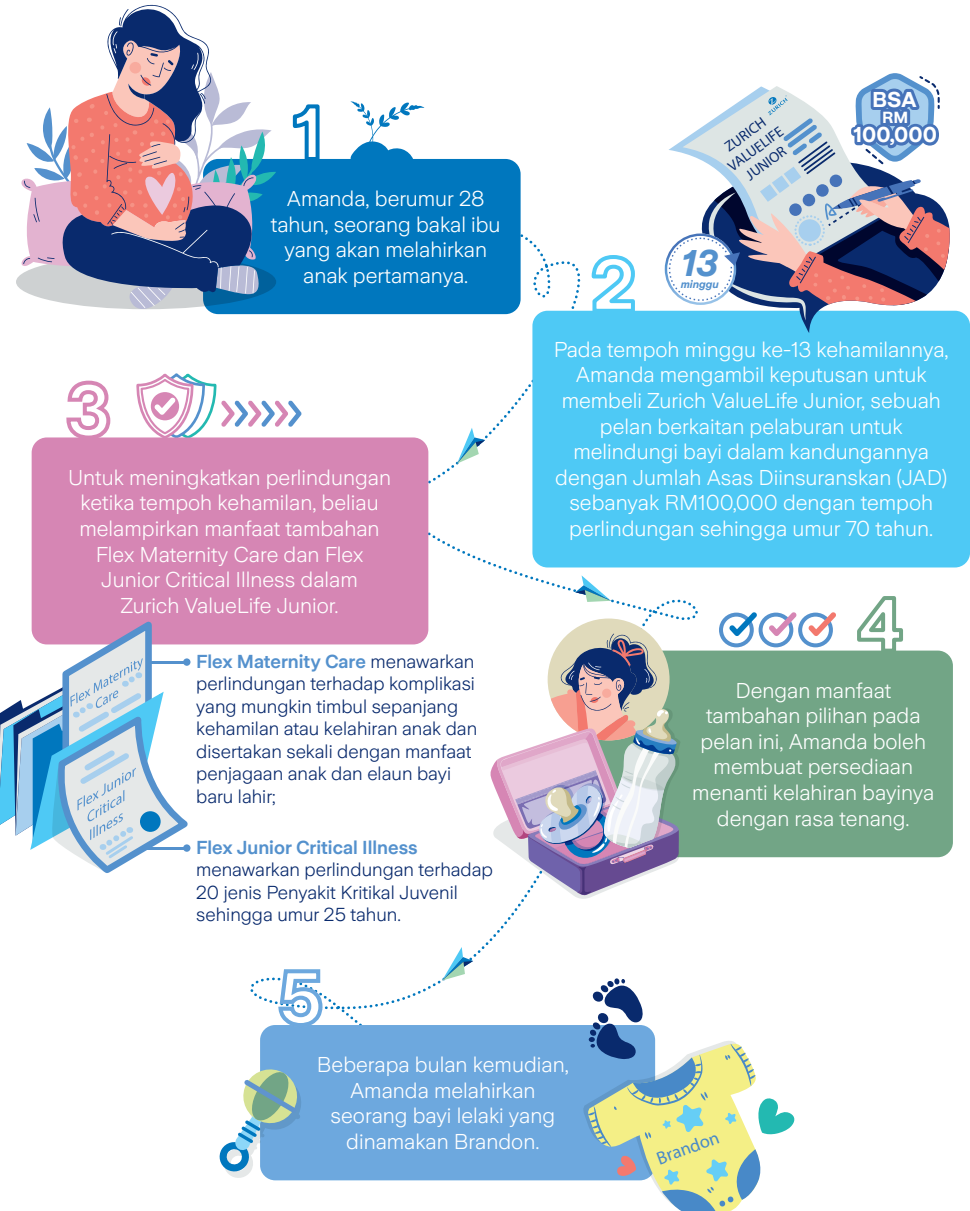 1
Amanda, berumur 28
tahun, seorang bakal ibu
yang akan melahirkan
anak pertamanya.
ZURICH
ZURICH
VALUELIFE
JUNIOR
BSA
RM
100,000
13
minggu
2
Pada tempoh minggu ke-13 kehamilannya,
Amanda mengambil keputusan untuk
membeli Zurich ValueLife Junior, sebuah
pelan berkaitan pelaburan untuk
melindungi bayi dalam kandungannya
dengan Jumlah Asas Diinsuranskan (JAD)
sebanyak RM100,000 dengan tempoh
perlindungan sehingga umur 70 tahun.
3
Untuk meningkatkan perlindungan
ketika tempoh kehamilan, beliau
melampirkan manfaat tambahan
Flex Maternity Care dan Flex
Junior Critical Illness dalam
Zurich ValueLife Junior.
Flex Maternity
Care
Flex Maternity Care menawarkan
perlindungan terhadap komplikasi
yang mungkin timbul sepanjang
kehamilan atau kelahiran anak dan
disertakan sekali dengan manfaat
penjagaan anak dan elaun bayi
baru lahir;
Flex Junior
Critical
Illness
Flex Junior Critical Illness
menawarkan perlindungan terhadap
20 jenis Penyakit Kritikal Juvenil
sehingga umur 25 tahun.
4
Dengan manfaat
tambahan pilihan pada
pelan ini, Amanda boleh
membuat persediaan
menanti kelahiran bayinya
dengan rasa tenang.
5
Beberapa bulan kemudian,
Amanda melahirkan
seorang bayi lelaki yang
dinamakan Brandon.
Brandon